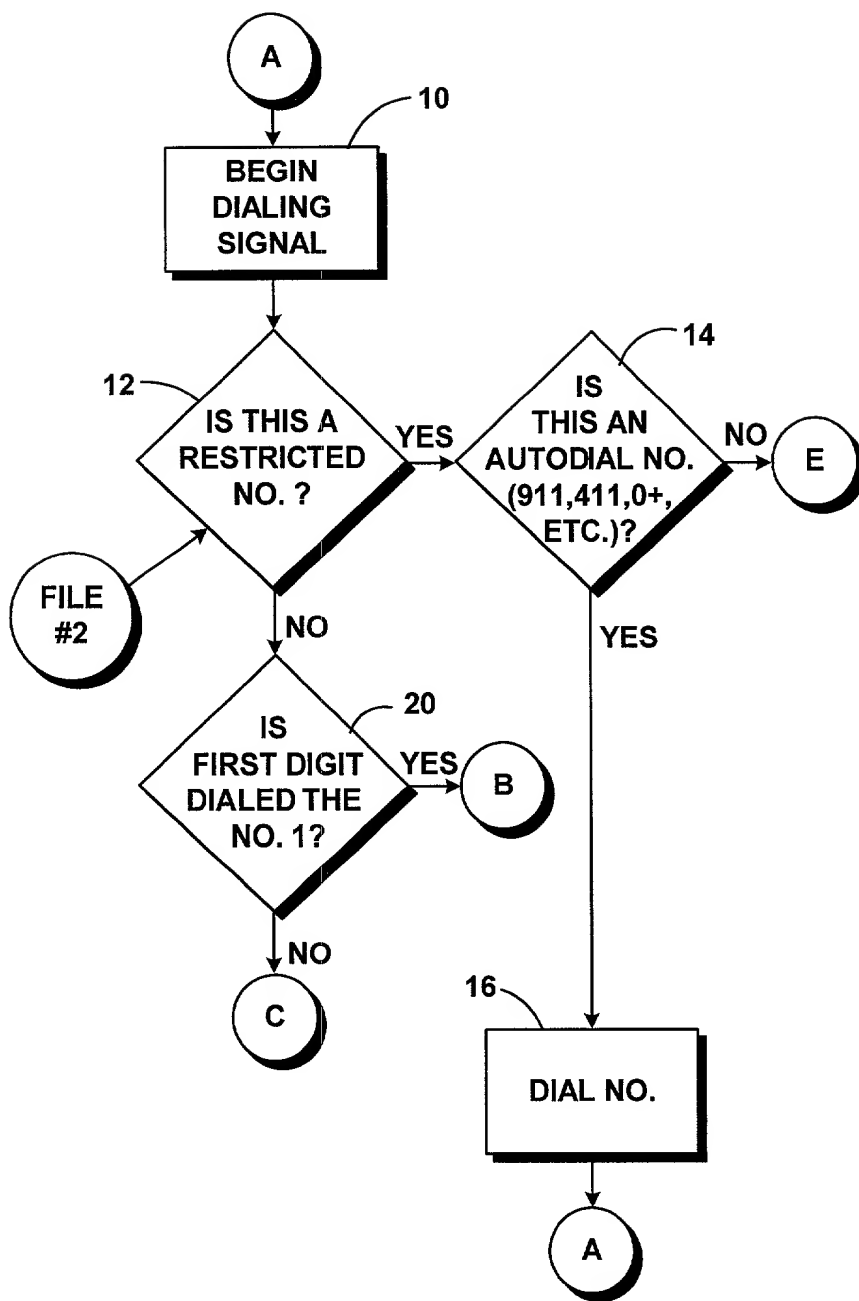 A
10
BEGIN
DIALING
SIGNAL
12
IS THIS A
RESTRICTED
NO. ?
YES
14
IS
THIS AN
AUTODIAL NO.
(911,411,0+,
ETC.)?
NO
E
FILE
#2
NO
YES
20
IS
FIRST DIGIT
DIALED THE
NO. 1?
YES
B
NO
C
16
DIAL NO.
A